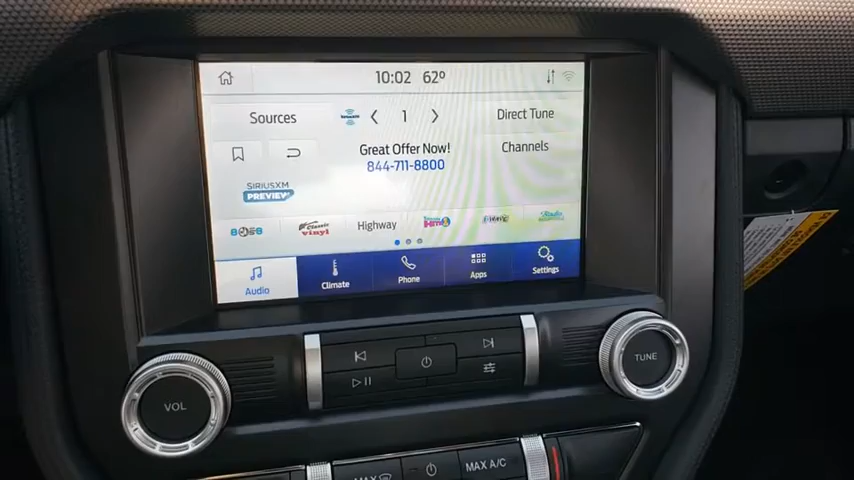 10:02 62°
Sources
1
Direct Tune
Great Offer Now!
844-711-8800
Channels
SIRIUSXM
PREVIEW
Classic
vinyl
Highway
Audio
Climate
Phone
Apps
Settings
VOL
TUNE
MAX
MAX A/C